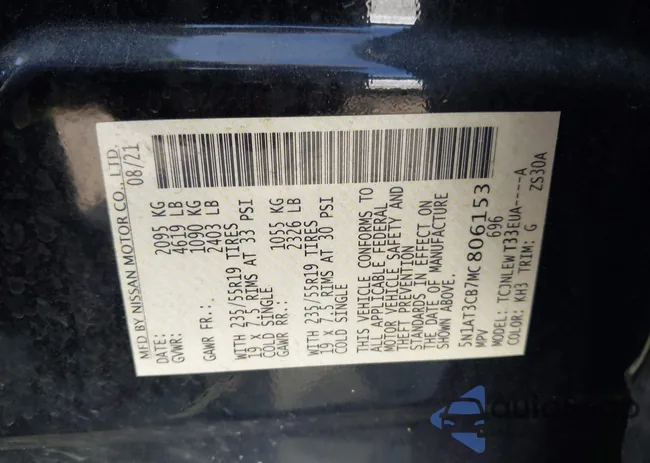 MFD BY NISSAN MOTOR CO., LTD.
DATE: 08/21
GVWR: 2095 KG
4619 LB
GAWR FR.: 1090 KG
2403 LB
WITH 235/55R19 TIRES
19 X 7.5 RIMS AT 33 PSI
COLD SINGLE
GAWR RR.: 1055 KG
2326 LB
WITH 235/55R19 TIRES
19 X 7.5 RIMS AT 30 PSI
COLD SINGLE
THIS VEHICLE CONFORMS TO
ALL APPLICABLE FEDERAL
MOTOR VEHICLE SAFETY AND
THEFT PREVENTION
STANDARDS IN EFFECT ON
THE DATE OF MANUFACTURE
SHOWN ABOVE.
5N1AT3CB7MC806153
MPV 696
MODEL: TCJNLEWT33EUA----A
COLOR: KH3 TRIM: G ZS30A